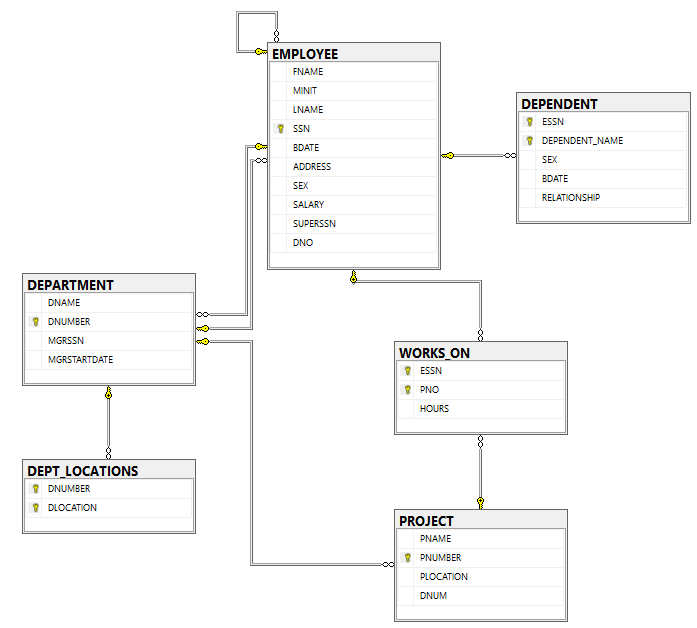 EMPLOYEE
FNAME
MINIT
LNAME
SSN
BDATE
ADDRESS
SEX
SALARY
SUPERSSN
DNO
DEPENDENT
ESSN
DEPENDENT_NAME
SEX
BDATE
RELATIONSHIP
DEPARTMENT
DNAME
DNUMBER
MGRSSN
MGRSTARTDATE
WORKS_ON
ESSN
PNO
HOURS
DEPT_LOCATIONS
DNUMBER
DLOCATION
PROJECT
PNAME
PNUMBER
PLOCATION
DNUM